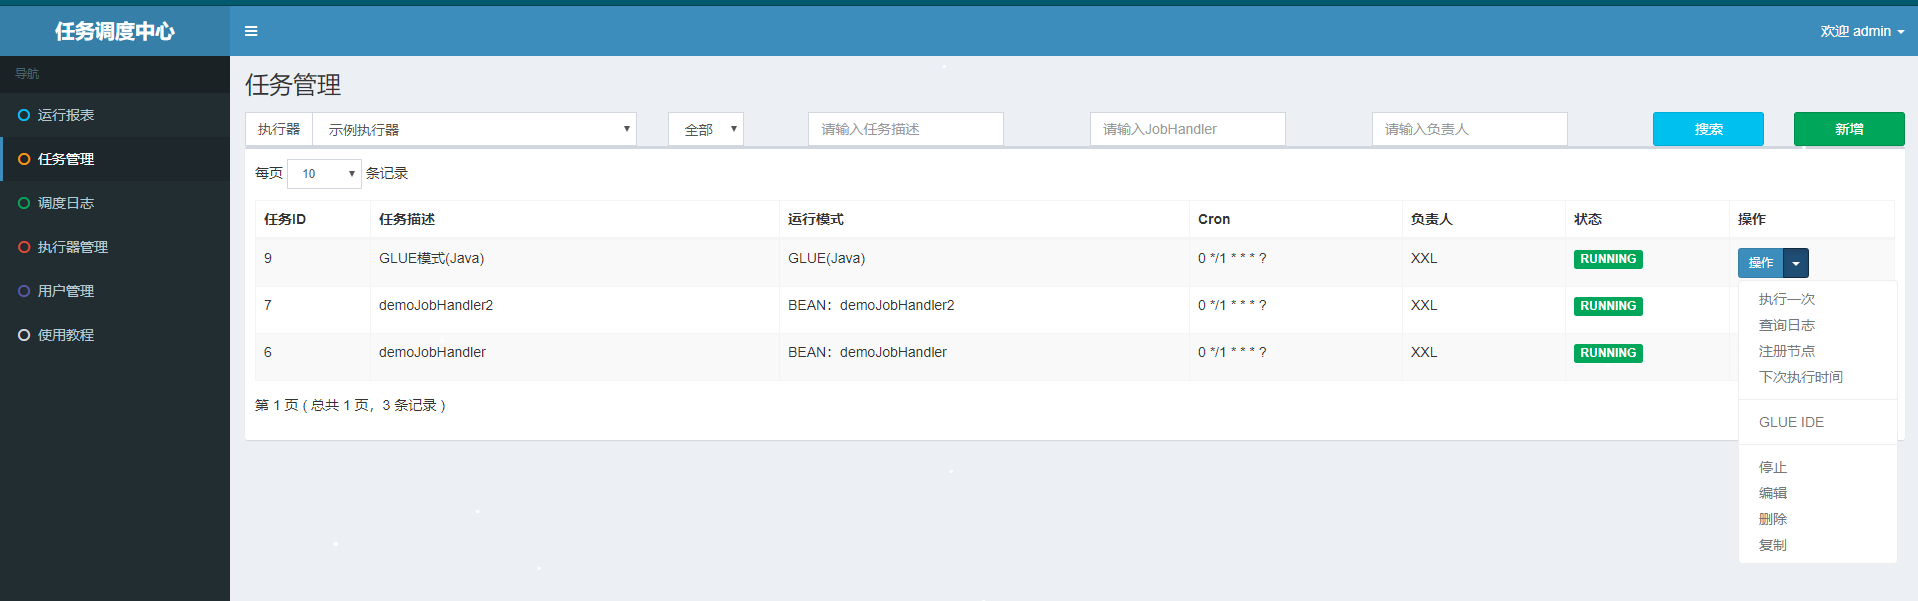 任务调度中心
欢迎 admin
导航
运行报表
任务管理
调度日志
执行器管理
用户管理
使用教程
任务管理
执行器 示例执行器 全部 请输入任务描述 请输入JobHandler 请输入负责人 搜索 新增
每页 10 条记录
任务ID 任务描述 运行模式 Cron 负责人 状态 操作
9 GLUE模式(Java) GLUE(Java) 0 */1 * * * ? XXL RUNNING 操作
7 demoJobHandler2 BEAN：demoJobHandler2 0 */1 * * * ? XXL RUNNING
6 demoJobHandler BEAN：demoJobHandler 0 */1 * * * ? XXL RUNNING
第 1 页 ( 总共 1 页，3 条记录 )
执行一次
查询日志
注册节点
下次执行时间
GLUE IDE
停止
编辑
删除
复制